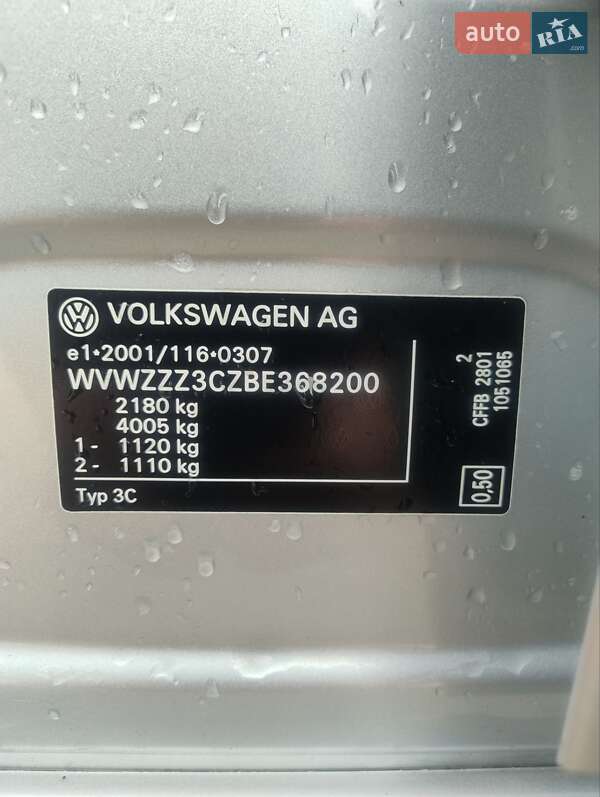 auto RIA.com
VOLKSWAGEN AG
e1*2001/116*0307
WVWZZZ3CZBE368200
2180 kg
4005 kg
1 - 1120 kg
2 - 1110 kg
Typ 3C
2
CFFB 2801
1051065
0,50